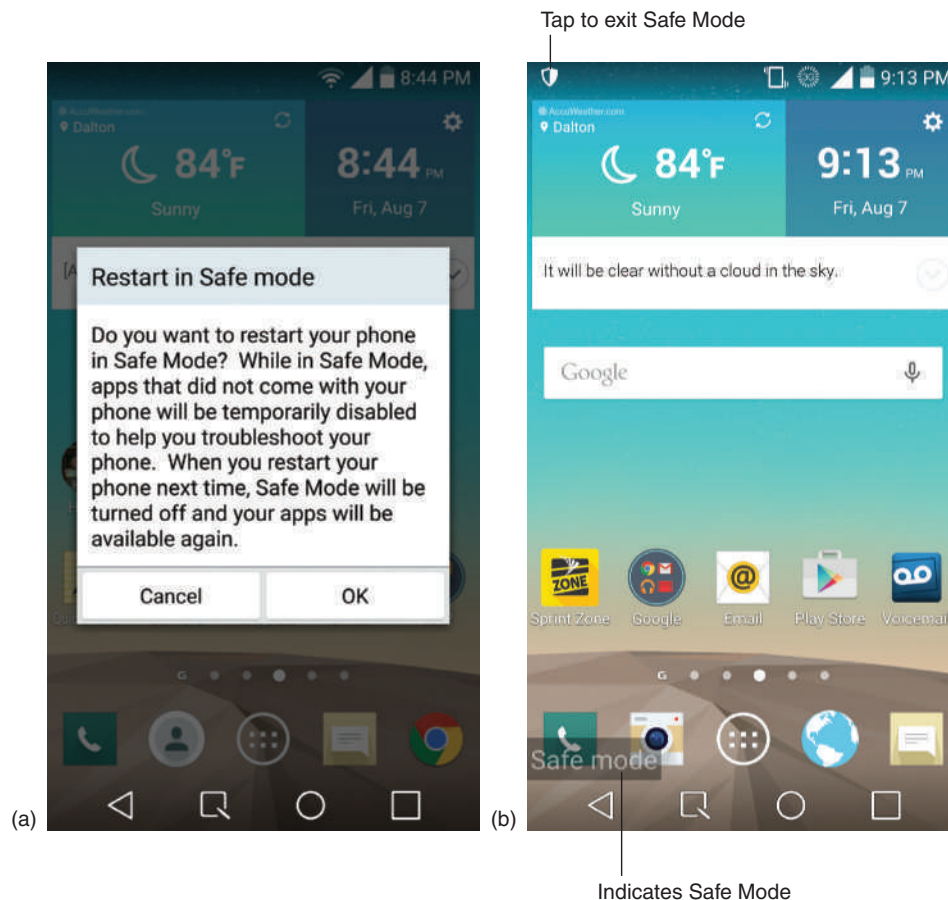 Tap to exit Safe Mode
8:44 PM
AccuWeather.com
Dalton
84°F
Sunny
8:44 PM
Fri, Aug 7
[A
Restart in Safe mode
Do you want to restart your phone
in Safe Mode? While in Safe Mode,
apps that did not come with your
phone will be temporarily disabled
to help you troubleshoot your
phone. When you restart your
phone next time, Safe Mode will be
turned off and your apps will be
available again.
Cancel
OK
G
(a)
9:13 PM
AccuWeather.com
Dalton
84°F
Sunny
9:13 PM
Fri, Aug 7
It will be clear without a cloud in the sky.
Google
ZONE
Sprint Zone
Google
Email
Play Store
Voicemail
G
Safe mode
(b)
Indicates Safe Mode